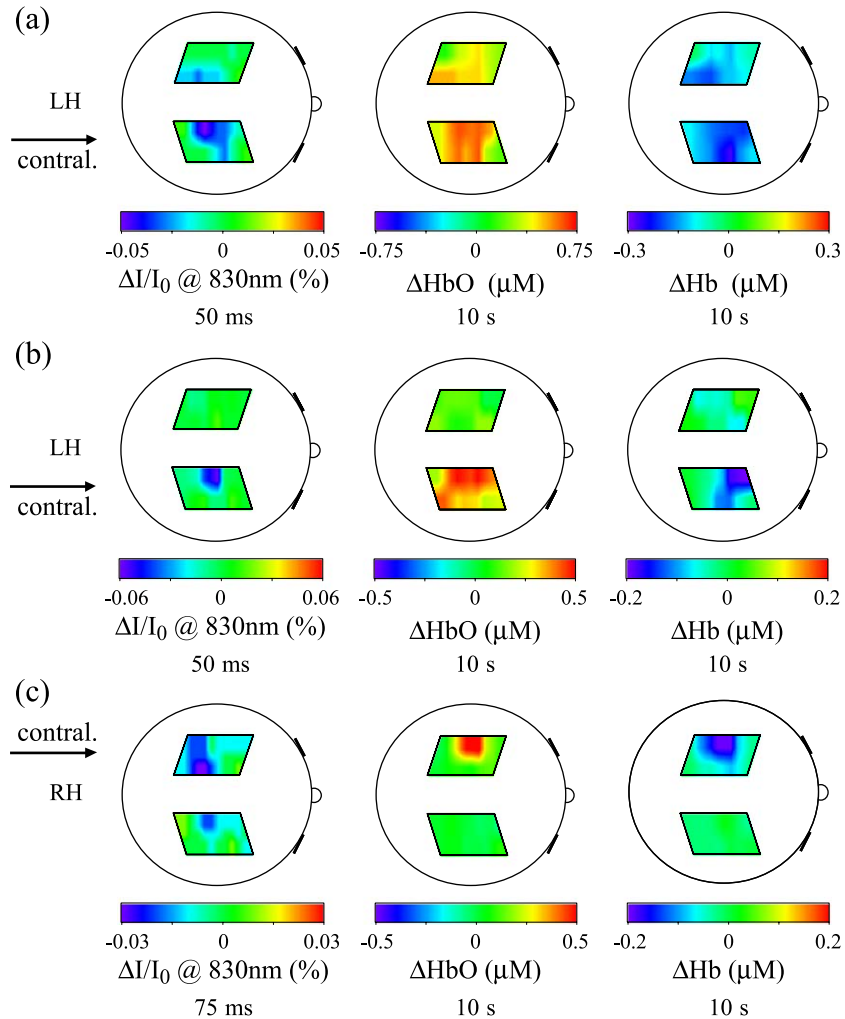 (a)
LH
contral.
-0.05 0 0.05
-0.75 0 0.75
-0.3 0 0.3
ΔI/I₀ @ 830nm (%)
ΔHbO (μM)
ΔHb (μM)
50 ms
10 s
10 s
(b)
LH
contral.
-0.06 0 0.06
-0.5 0 0.5
-0.2 0 0.2
ΔI/I₀ @ 830nm (%)
ΔHbO (μM)
ΔHb (μM)
50 ms
10 s
10 s
(c)
contral.
RH
-0.03 0 0.03
-0.5 0 0.5
-0.2 0 0.2
ΔI/I₀ @ 830nm (%)
ΔHbO (μM)
ΔHb (μM)
75 ms
10 s
10 s